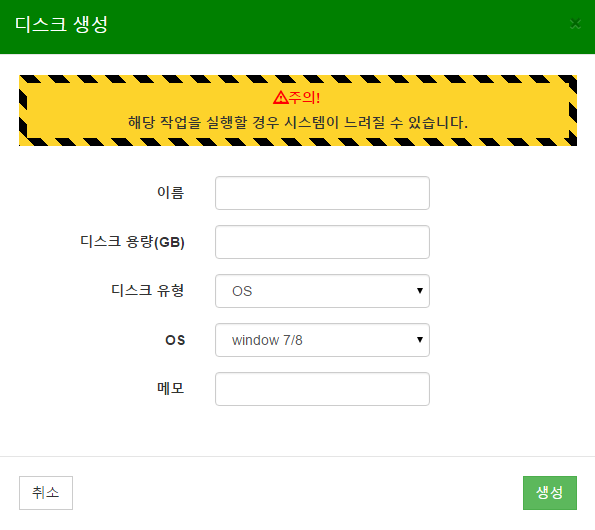 디스크 생성
×
⚠주의!
해당 작업을 실행할 경우 시스템이 느려질 수 있습니다.
이름
디스크 용량(GB)
디스크 유형 OS
OS window 7/8
메모
취소 생성